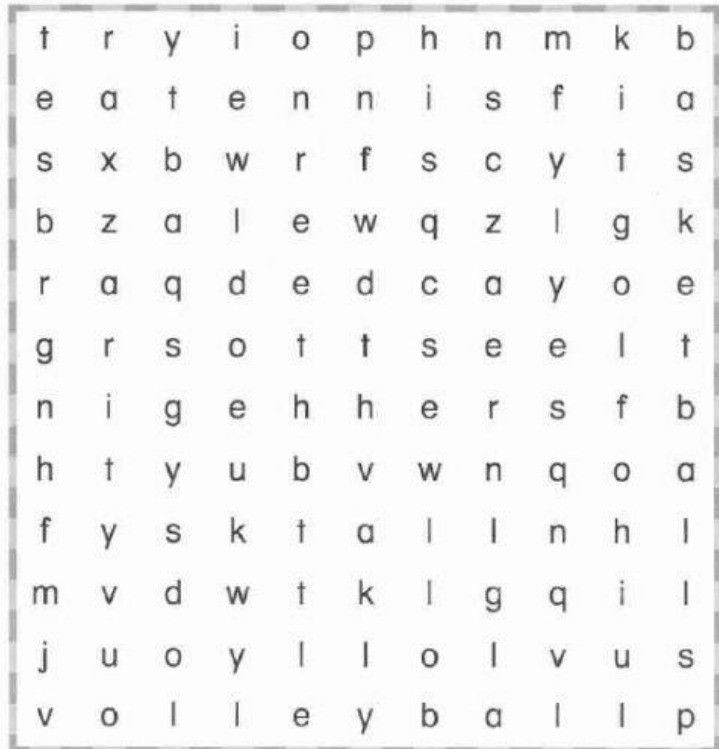 t r y i o p h n m k b
e a t e n n i s f i a
s x b w r f s c y t s
b z a l e w q z l g k
r a q d e d c a y o e
g r s o t t s e e l t
n i g e h h e r s f b
h t y u b v w n q o a
f y s k t a l l n h l
m v d w t k l g q i l
j u o y l l o l v u s
v o l l e y b a l l p